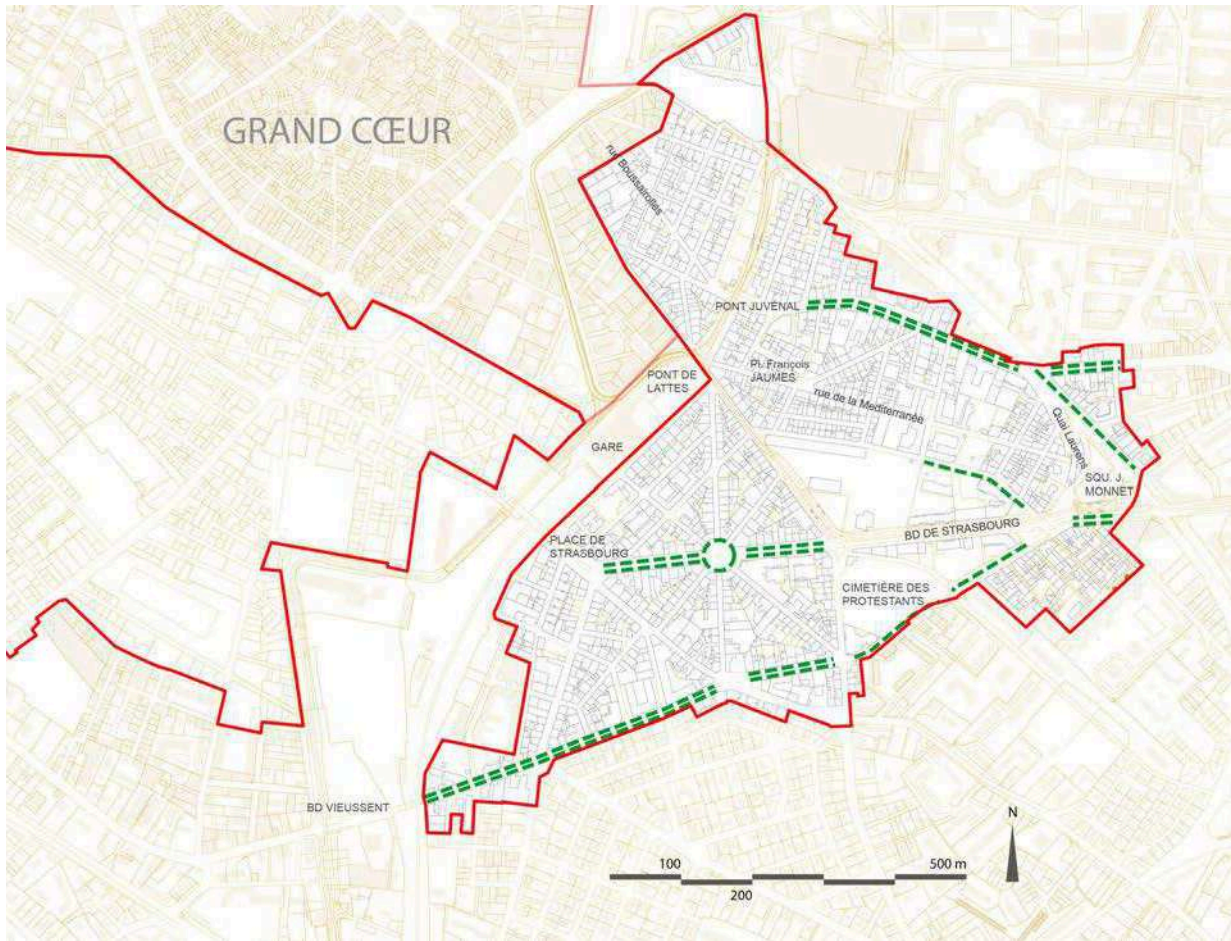 GRAND CŒUR
rue Boussairolles
PONT JUVÉNAL
PONT DE
LATTES
Pl. François
JAUMES
rue de la Mediterranée
GARE
Quai Laurens
SQU. J.
MONNET
PLACE DE
STRASBOURG
BD DE STRASBOURG
CIMETIÈRE DES
PROTESTANTS
BD VIEUSSENT
N
100
500 m
200